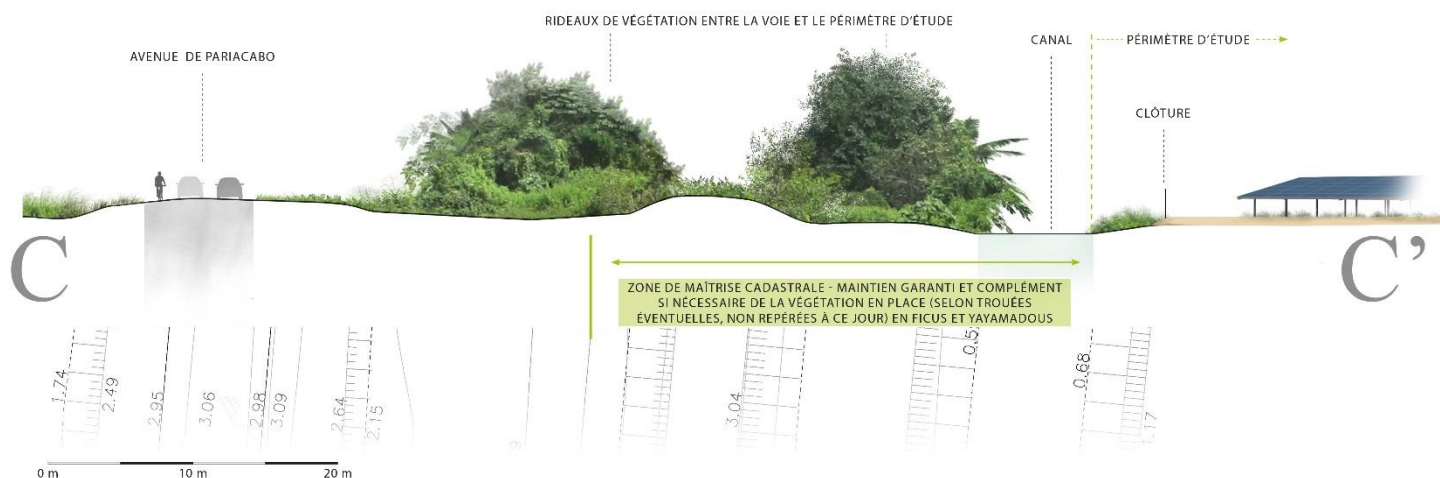 RIDEAUX DE VÉGÉTATION ENTRE LA VOIE ET LE PÉRIMÈTRE D'ÉTUDE
AVENUE DE PARIACABO
CANAL
PÉRIMÈTRE D'ÉTUDE
CLÔTURE
C
C'
ZONE DE MAÎTRISE CADASTRALE - MAINTIEN GARANTI ET COMPLÉMENT
SI NÉCESSAIRE DE LA VÉGÉTATION EN PLACE (SELON TROUÉES
ÉVENTUELLES, NON REPÉRÉES À CE JOUR) EN FICUS ET YAYAMADOUS
1.74
2.49
2.95
3.06
2.98
3.09
2.64
2.15
3.04
0.68
0 m
10 m
20 m